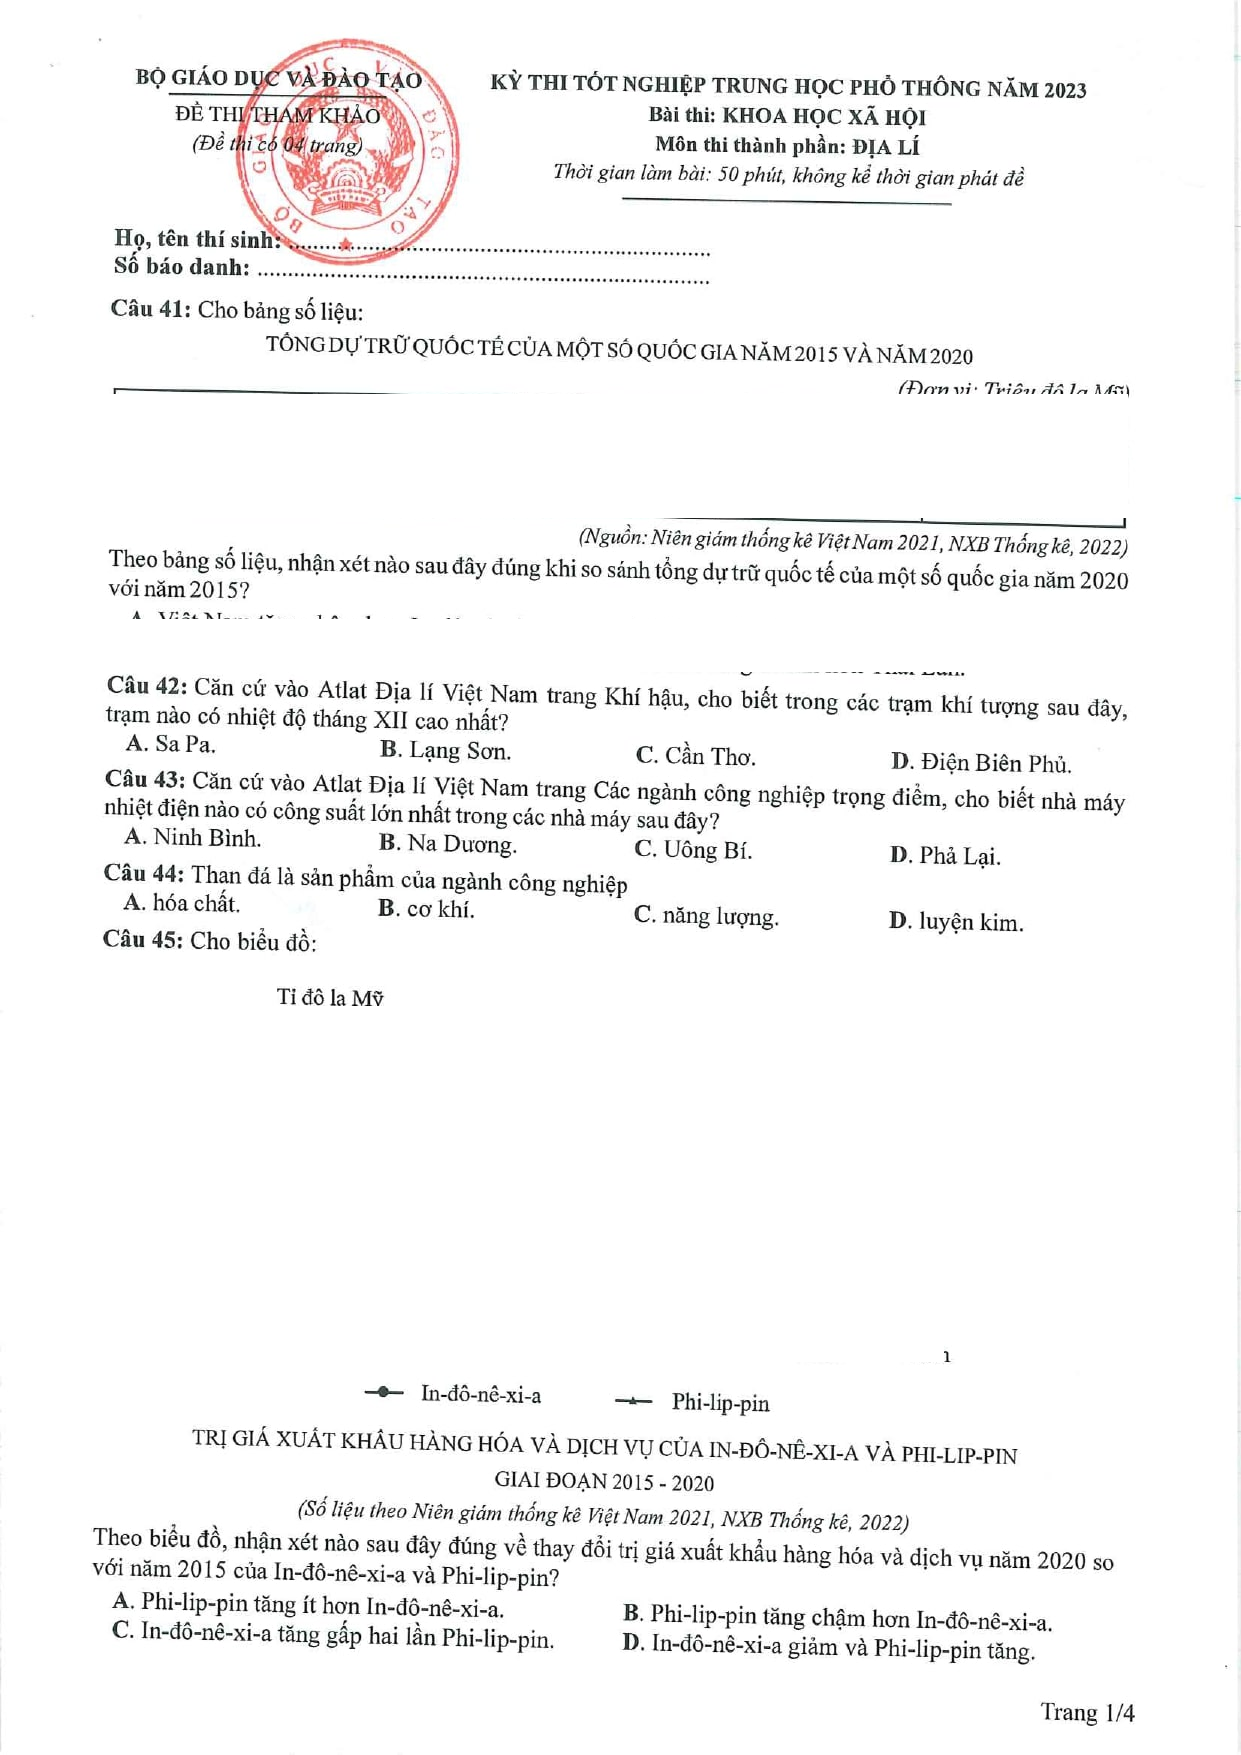 BỘ GIÁO DỤC VÀ ĐÀO TẠO
ĐỀ THI THAM KHẢO
(Đề thi có 04 trang)
KỲ THI TỐT NGHIỆP TRUNG HỌC PHỔ THÔNG NĂM 2023
Bài thi: KHOA HỌC XÃ HỘI
Môn thi thành phần: ĐỊA LÍ
Thời gian làm bài: 50 phút, không kể thời gian phát đề
BỘ GIÁO DỤC VÀ ĐÀO TẠO
Họ, tên thí sinh: ........................................................................
Số báo danh: ............................................................................
Câu 41: Cho bảng số liệu:
TỔNG DỰ TRỮ QUỐC TẾ CỦA MỘT SỐ QUỐC GIA NĂM 2015 VÀ NĂM 2020
(Đơn vị: Triệu đô la Mỹ)
(Nguồn: Niên giám thống kê Việt Nam 2021, NXB Thống kê, 2022)
Theo bảng số liệu, nhận xét nào sau đây đúng khi so sánh tổng dự trữ quốc tế của một số quốc gia năm 2020
với năm 2015?
A. Việt Nam
Câu 42: Căn cứ vào Atlat Địa lí Việt Nam trang Khí hậu, cho biết trong các trạm khí tượng sau đây,
trạm nào có nhiệt độ tháng XII cao nhất?
A. Sa Pa. B. Lạng Sơn. C. Cần Thơ. D. Điện Biên Phủ.
Câu 43: Căn cứ vào Atlat Địa lí Việt Nam trang Các ngành công nghiệp trọng điểm, cho biết nhà máy
nhiệt điện nào có công suất lớn nhất trong các nhà máy sau đây?
A. Ninh Bình. B. Na Dương. C. Uông Bí. D. Phả Lại.
Câu 44: Than đá là sản phẩm của ngành công nghiệp
A. hóa chất. B. cơ khí. C. năng lượng. D. luyện kim.
Câu 45: Cho biểu đồ:
Tỉ đô la Mỹ
In-đô-nê-xi-a Phi-lip-pin
TRỊ GIÁ XUẤT KHẨU HÀNG HÓA VÀ DỊCH VỤ CỦA IN-ĐÔ-NÊ-XI-A VÀ PHI-LIP-PIN
GIAI ĐOẠN 2015 - 2020
(Số liệu theo Niên giám thống kê Việt Nam 2021, NXB Thống kê, 2022)
Theo biểu đồ, nhận xét nào sau đây đúng về thay đổi trị giá xuất khẩu hàng hóa và dịch vụ năm 2020 so
với năm 2015 của In-đô-nê-xi-a và Phi-lip-pin?
A. Phi-lip-pin tăng ít hơn In-đô-nê-xi-a. B. Phi-lip-pin tăng chậm hơn In-đô-nê-xi-a.
C. In-đô-nê-xi-a tăng gấp hai lần Phi-lip-pin. D. In-đô-nê-xi-a giảm và Phi-lip-pin tăng.
Trang 1/4